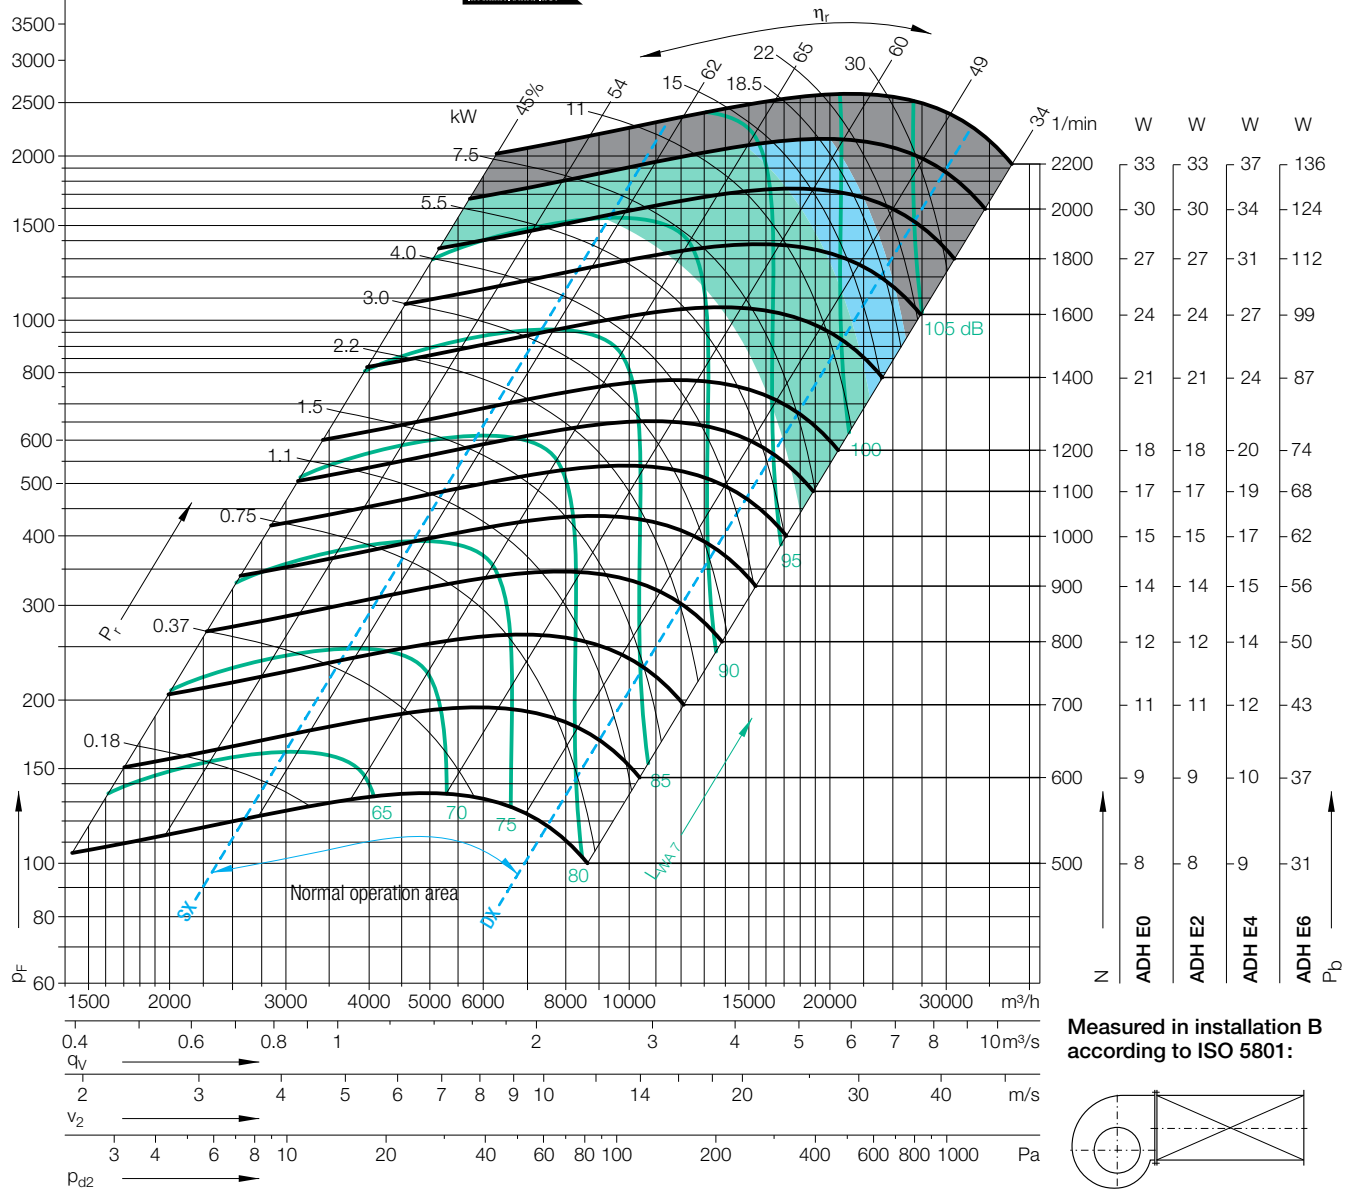 3500
3000
2500
2000
1500
1000
800
600
500
400
300
200
150
100
80
60
pF
ηr
kW
45%
54
62
65
60
49
34
22
30
15
18.5
11
7.5
5.5
4.0
3.0
2.2
1.5
1.1
0.75
0.37
0.18
Pr
105 dB
100
95
90
85
80
75
70
65
LWA 7
Normal operation area
SX
DX
1/min W W W W
2200 33 33 37 136
2000 30 30 34 124
1800 27 27 31 112
1600 24 24 27 99
1400 21 21 24 87
1200 18 18 20 74
1100 17 17 19 68
1000 15 15 17 62
900 14 14 15 56
800 12 12 14 50
700 11 11 12 43
600 9 9 10 37
500 8 8 9 31
N ADH E0 ADH E2 ADH E4 ADH E6 Pb
1500 2000 3000 4000 5000 6000 8000 10000 15000 20000 30000 m³/h
0.4 0.6 0.8 1 2 3 4 5 6 7 8 10 m³/s
qV
2 3 4 5 6 7 8 9 10 14 20 30 40 m/s
v2
3 4 6 8 10 20 40 60 80 100 200 400 600 800 1000 Pa
pd2
Measured in installation B
according to ISO 5801: